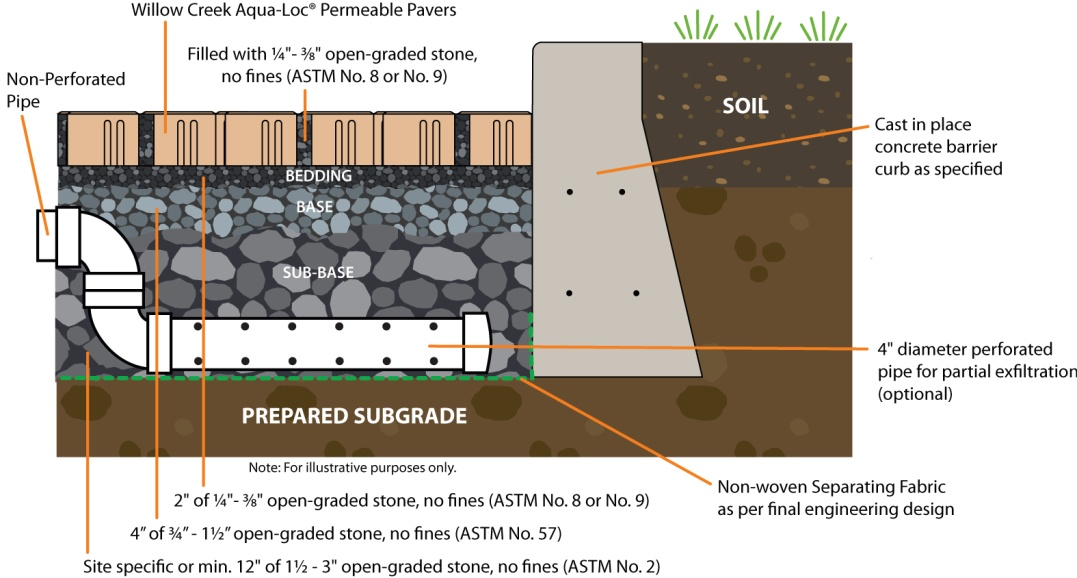 Willow Creek Aqua-Loc® Permeable Pavers
Filled with ¼"- ⅜" open-graded stone,
no fines (ASTM No. 8 or No. 9)
Non-Perforated
Pipe
SOIL
Cast in place
concrete barrier
curb as specified
BEDDING
BASE
SUB-BASE
4" diameter perforated
pipe for partial exfiltration
(optional)
PREPARED SUBGRADE
Note: For illustrative purposes only.
Non-woven Separating Fabric
as per final engineering design
2" of ¼"- ⅜" open-graded stone, no fines (ASTM No. 8 or No. 9)
4” of ¾” - 1½” open-graded stone, no fines (ASTM No. 57)
Site specific or min. 12" of 1½ - 3" open-graded stone, no fines (ASTM No. 2)